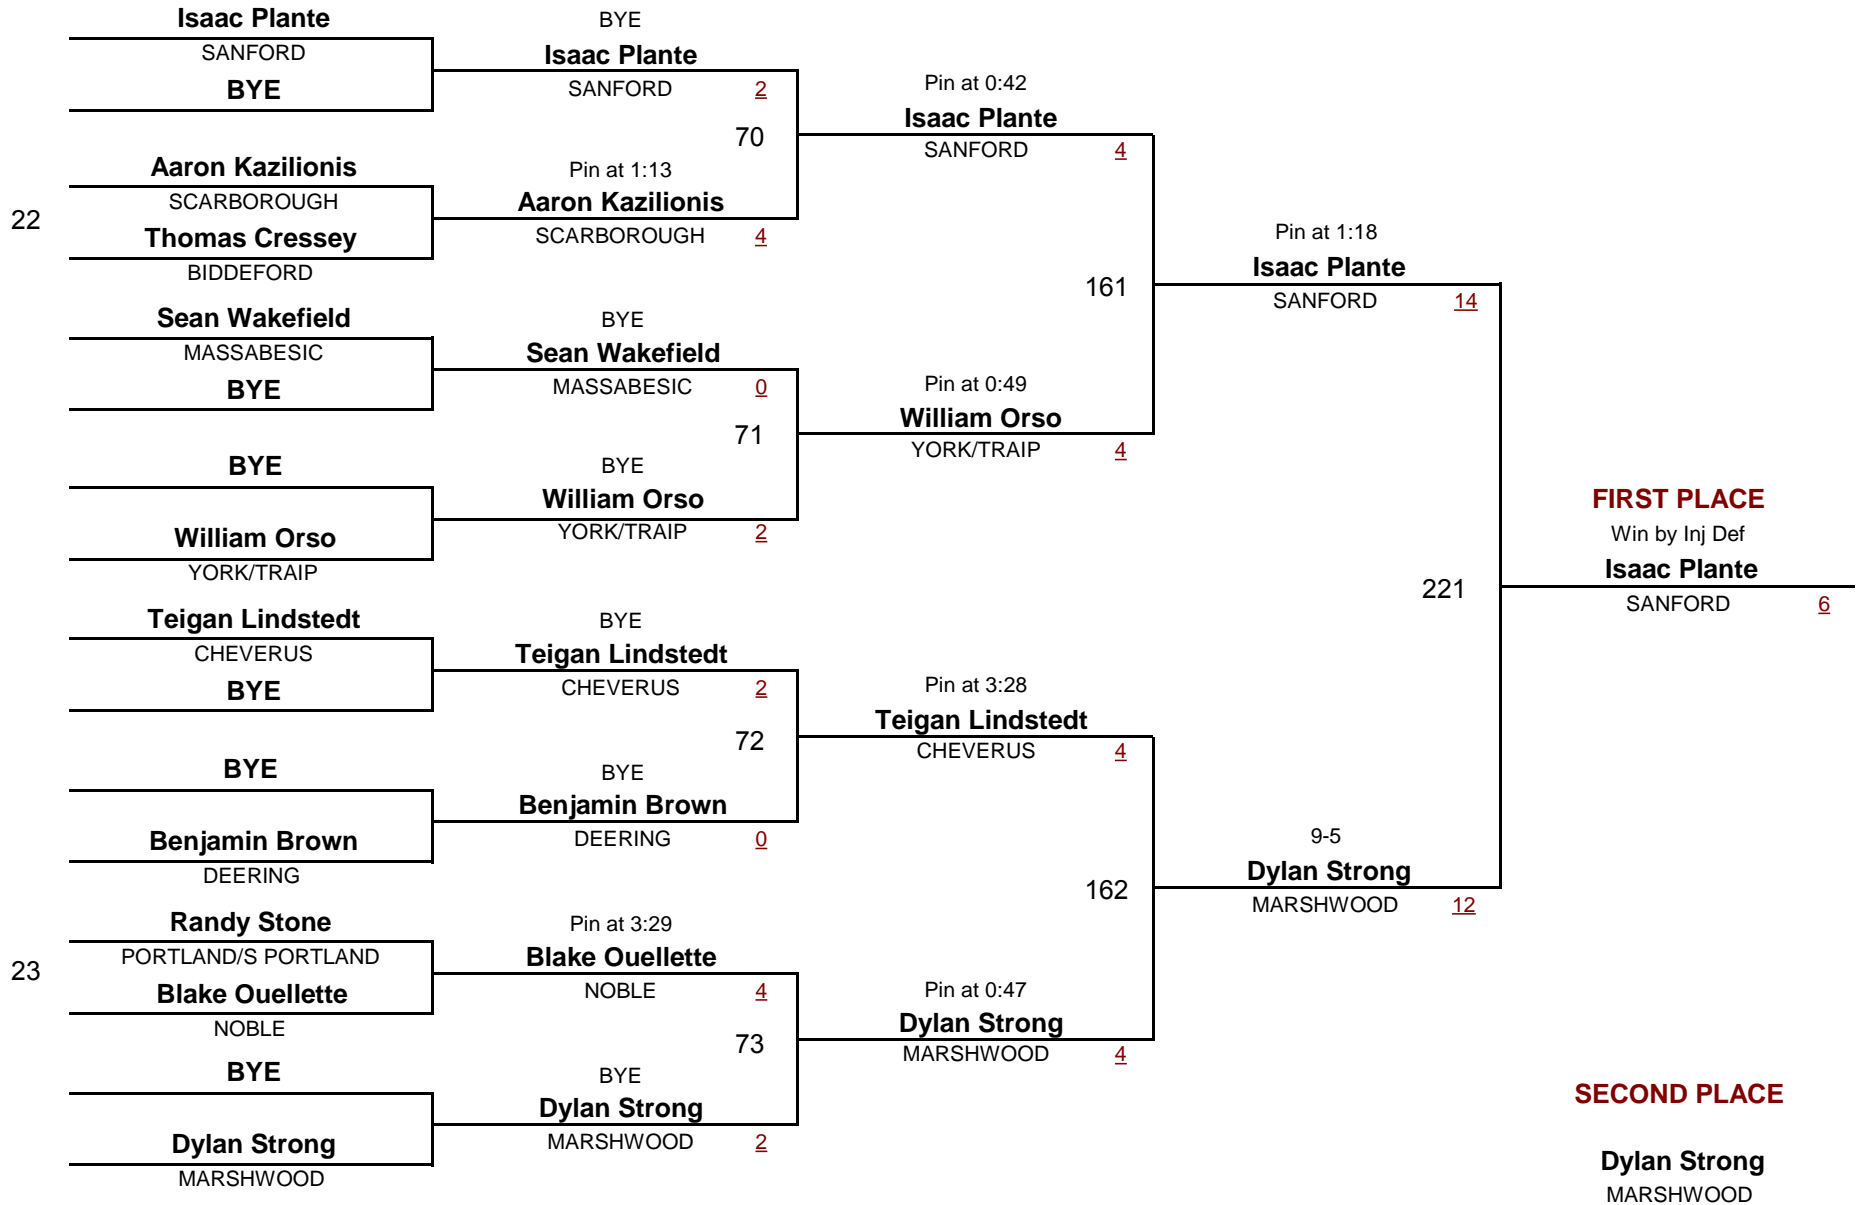 Isaac Plante
SANFORD
BYE
22
Aaron Kazilionis
SCARBOROUGH
Thomas Cressey
BIDDEFORD
Sean Wakefield
MASSABESIC
BYE
BYE
William Orso
YORK/TRAIP
Teigan Lindstedt
CHEVERUS
BYE
BYE
Benjamin Brown
DEERING
23
Randy Stone
PORTLAND/S PORTLAND
Blake Ouellette
NOBLE
BYE
Dylan Strong
MARSHWOOD
BYE
Isaac Plante
SANFORD 2
70
Pin at 1:13
Aaron Kazilionis
SCARBOROUGH 4
BYE
Sean Wakefield
MASSABESIC 0
71
BYE
William Orso
YORK/TRAIP 2
BYE
Teigan Lindstedt
CHEVERUS 2
72
BYE
Benjamin Brown
DEERING 0
Pin at 3:29
Blake Ouellette
NOBLE 4
73
BYE
Dylan Strong
MARSHWOOD 2
Pin at 0:42
Isaac Plante
SANFORD 4
161
Pin at 0:49
William Orso
YORK/TRAIP 4
Pin at 3:28
Teigan Lindstedt
CHEVERUS 4
162
Pin at 0:47
Dylan Strong
MARSHWOOD 4
Pin at 1:18
Isaac Plante
SANFORD 14
221
9-5
Dylan Strong
MARSHWOOD 12
FIRST PLACE
Win by Inj Def
Isaac Plante
SANFORD 6
SECOND PLACE
Dylan Strong
MARSHWOOD